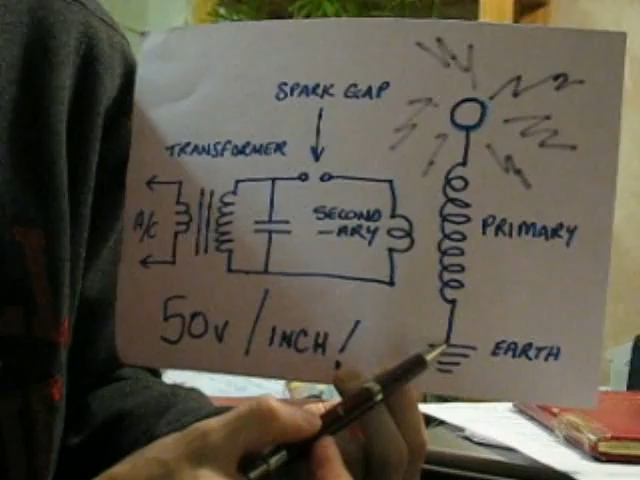 SPARK GAP
TRANSFORMER
A/C
SECOND
-ARY
PRIMARY
50v / INCH!
EARTH